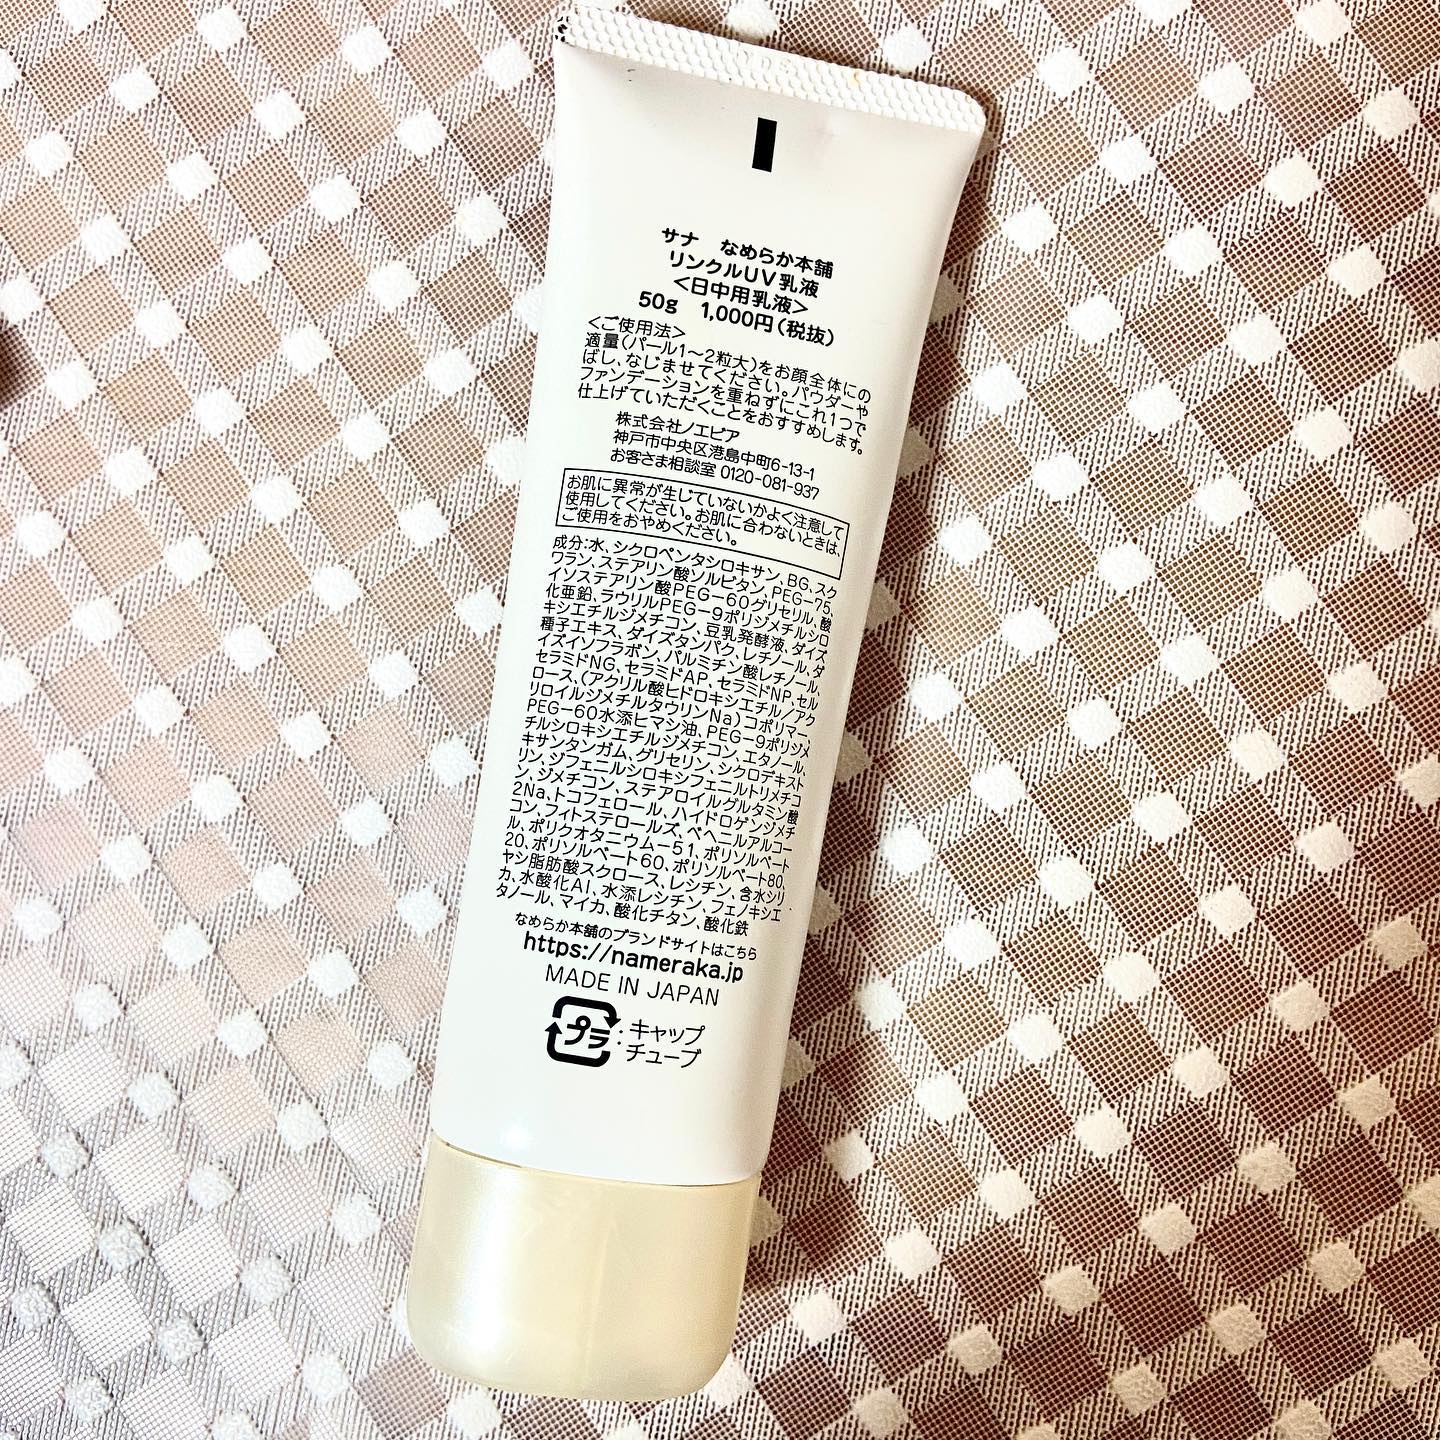 サナ　なめらか本舗
リンクルUV乳液
＜日中用乳液＞
50g　1,000円（税抜）
＜ご使用法＞
適量（パール1～2粒大）をお顔全体にの
ばし、なじませてください。パウダーや
ファンデーションを重ねずにこれ1つで
仕上げていただくことをおすすめします。
株式会社ノエビア
神戸市中央区港島中町6-13-1
お客さま相談室 0120-081-937
お肌に異常が生じていないかよく注意して
使用してください。お肌に合わないときは、
ご使用をおやめください。
成分：水、シクロペンタシロキサン、BG、スク
ワラン、ステアリン酸ソルビタン、PEG-75、
イソステアリン酸PEG-60グリセリル、酸
化亜鉛、ラウリルPEG-9ポリジメチルシロ
キシエチルジメチコン、豆乳発酵液、ダイズ
種子エキス、ダイズタンパク、レチノール、ダ
イズイソフラボン、パルミチン酸レチノール、
セラミドNG、セラミドAP、セラミドNP、セル
ロース、（アクリル酸ヒドロキシエチル/アク
リロイルジメチルタウリンNa）コポリマー、
PEG-60水添ヒマシ油、PEG-9ポリジメ
チルシロキシエチルジメチコン、エタノール、
キサンタンガム、グリセリン、シクロデキスト
リン、ジフェニルシロキシフェニルトリメチコ
ン、ジメチコン、ステアロイルグルタミン酸
2Na、トコフェロール、ハイドロゲンジメチ
コン、フィトステロールズ、ベヘニルアルコー
ル、ポリクオタニウム-51、ポリソルベート
20、ポリソルベート60、ポリソルベート80、
ヤシ脂肪酸スクロース、レシチン、含水シリ
カ、水酸化Al、水添レシチン、フェノキシエ
タノール、マイカ、酸化チタン、酸化鉄
なめらか本舗のブランドサイトはこちら
https://nameraka.jp
MADE IN JAPAN
プラ：キャップ
チューブ